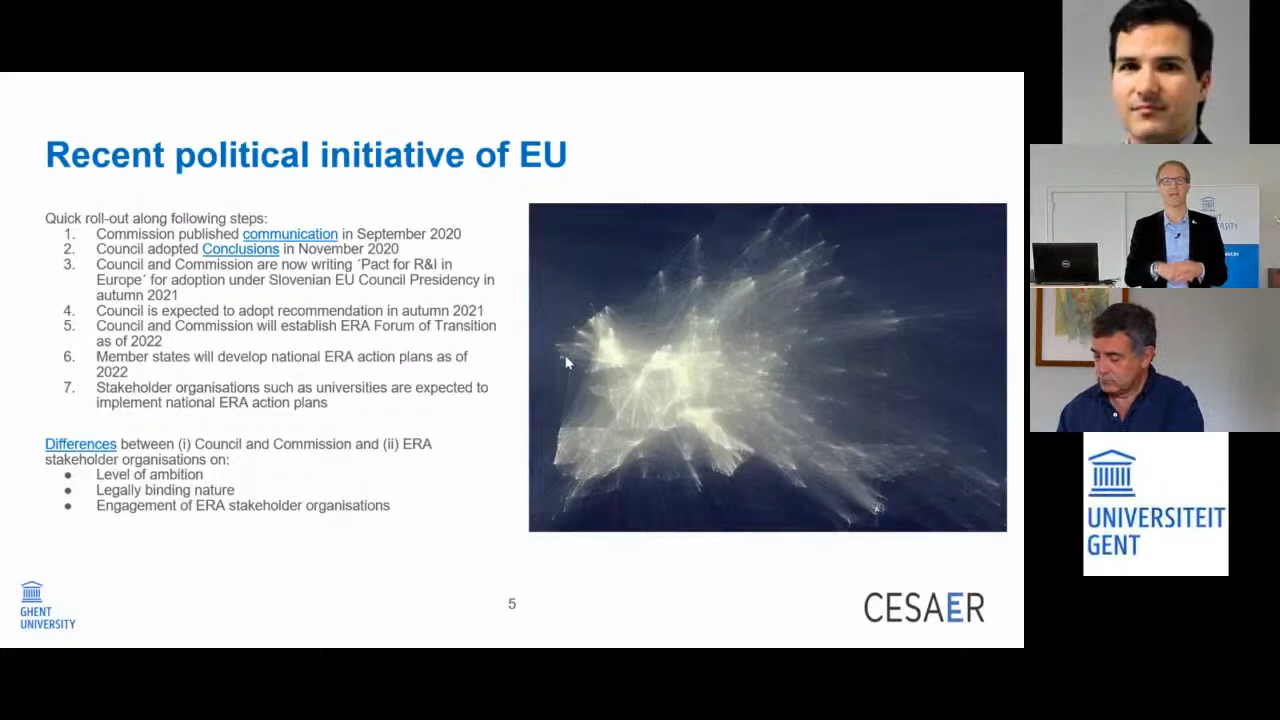 Recent political initiative of EU
Quick roll-out along following steps:
1. Commission published communication in September 2020
2. Council adopted Conclusions in November 2020
3. Council and Commission are now writing ´Pact for R&I in
Europe´ for adoption under Slovenian EU Council Presidency in
autumn 2021
4. Council is expected to adopt recommendation in autumn 2021
5. Council and Commission will establish ERA Forum of Transition
as of 2022
6. Member states will develop national ERA action plans as of
2022
7. Stakeholder organisations such as universities are expected to
implement national ERA action plans
Differences between (i) Council and Commission and (ii) ERA
stakeholder organisations on:
● Level of ambition
● Legally binding nature
● Engagement of ERA stakeholder organisations
GHENT
UNIVERSITY
5
CESAER
UNIVERSITEIT
GENT